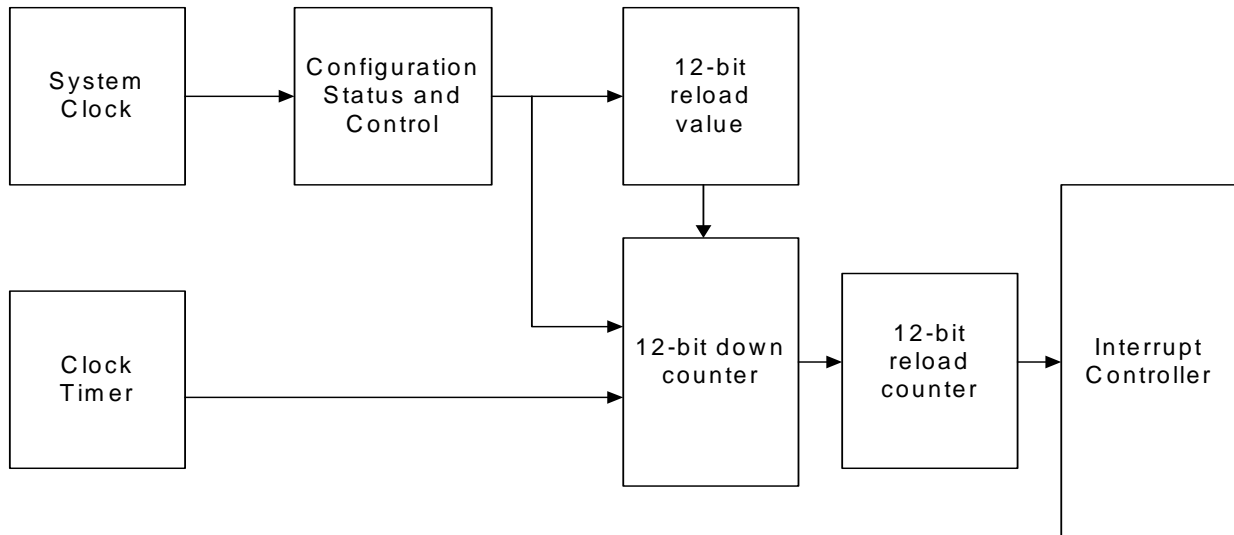 System
Clock
Configuration
Status and
Control
12-bit
reload
value
Clock
Timer
12-bit down
counter
12-bit
reload
counter
Interrupt
Controller